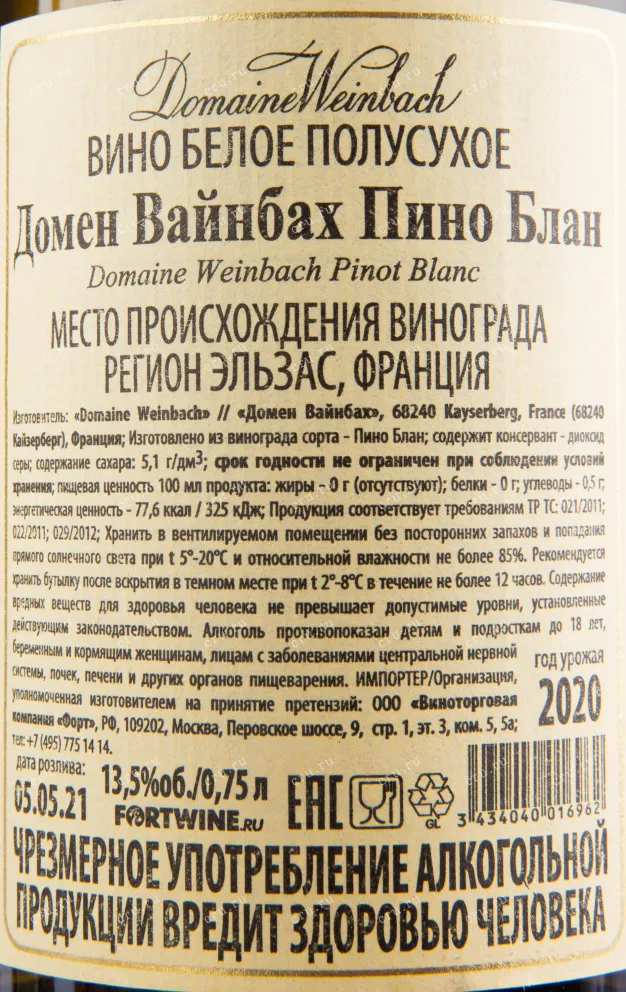 Domaine Weinbach
ВИНО БЕЛОЕ ПОЛУСУХОЕ
Домен Вайнбах Пино Блан
Domaine Weinbach Pinot Blanc
МЕСТО ПРОИСХОЖДЕНИЯ ВИНОГРАДА
РЕГИОН ЭЛЬЗАС, ФРАНЦИЯ
Изготовитель: «Domaine Weinbach» // «Домен Вайнбах», 68240 Kayserberg, France (68240
Кайзерберг), Франция; Изготовлено из винограда сорта - Пино Блан; содержит консервант - диоксид
серы; содержание сахара: 5,1 г/дм3; срок годности не ограничен при соблюдении условий
хранения; пищевая ценность 100 мл продукта: жиры - 0 г (отсутствуют); белки - 0 г; углеводы - 0,5 г;
энергетическая ценность - 77,6 ккал / 325 кДж; Продукция соответствует требованиям ТР ТС: 021/2011;
022/2011; 029/2012; Хранить в вентилируемом помещении без посторонних запахов и попадания
прямого солнечного света при t 5°-20°С и относительной влажности не более 85%. Рекомендуется
хранить бутылку после вскрытия в темном месте при t 2°-8°С в течение не более 12 часов. Содержание
вредных веществ для здоровья человека не превышает допустимые уровни, установленные
действующим законодательством. Алкоголь противопоказан детям и подросткам до 18 лет,
беременным и кормящим женщинам, лицам с заболеваниями центральной нервной
системы, почек, печени и других органов пищеварения. ИМПОРТЕР/Организация,
уполномоченная изготовителем на принятие претензий: ООО «Виноторговая
компания «Форт», РФ, 109202, Москва, Перовское шоссе, 9, стр. 1, эт. 3, ком. 5, 5а;
тел: +7 (495) 775 14 14.
год урожая
2020
дата розлива:
05.05.21
13,5%об./0,75 л
FORTWINE.RU
EAC
GL
3 434040 016962
ЧРЕЗМЕРНОЕ УПОТРЕБЛЕНИЕ АЛКОГОЛЬНОЙ
ПРОДУКЦИИ ВРЕДИТ ЗДОРОВЬЮ ЧЕЛОВЕКА